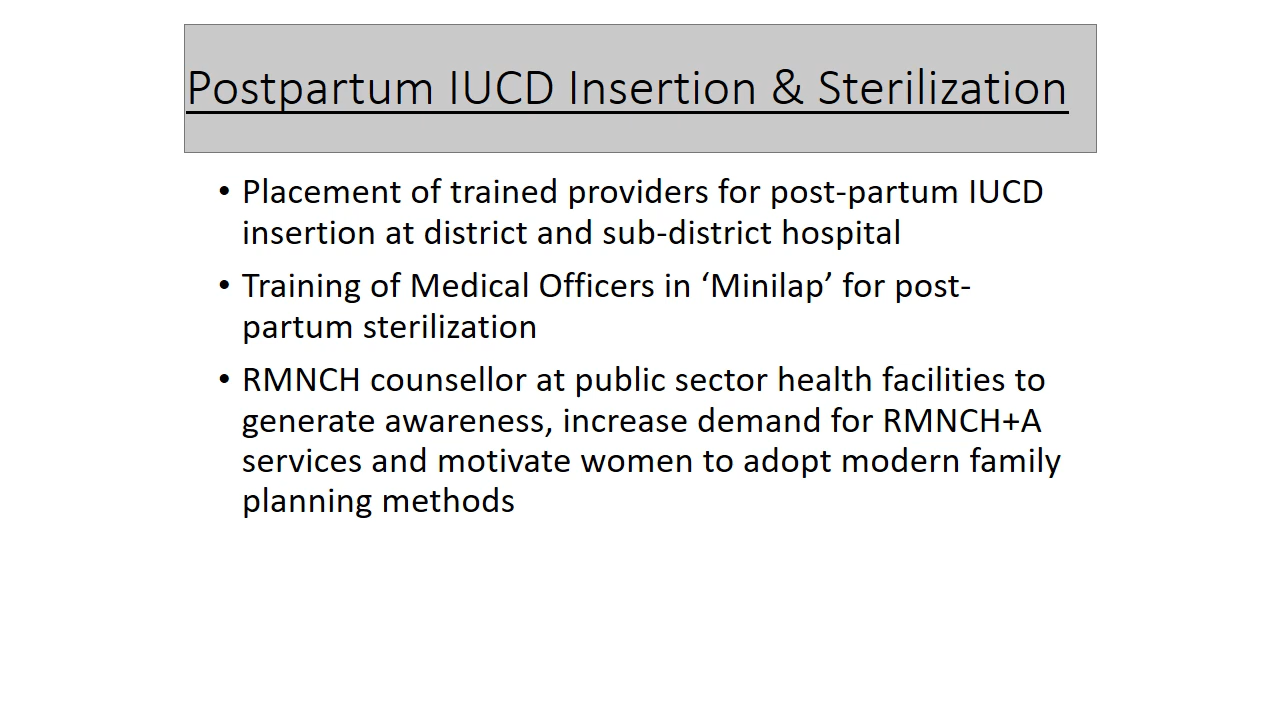 Postpartum IUCD Insertion & Sterilization
• Placement of trained providers for post-partum IUCD
insertion at district and sub-district hospital
• Training of Medical Officers in ‘Minilap’ for post-
partum sterilization
• RMNCH counsellor at public sector health facilities to
generate awareness, increase demand for RMNCH+A
services and motivate women to adopt modern family
planning methods